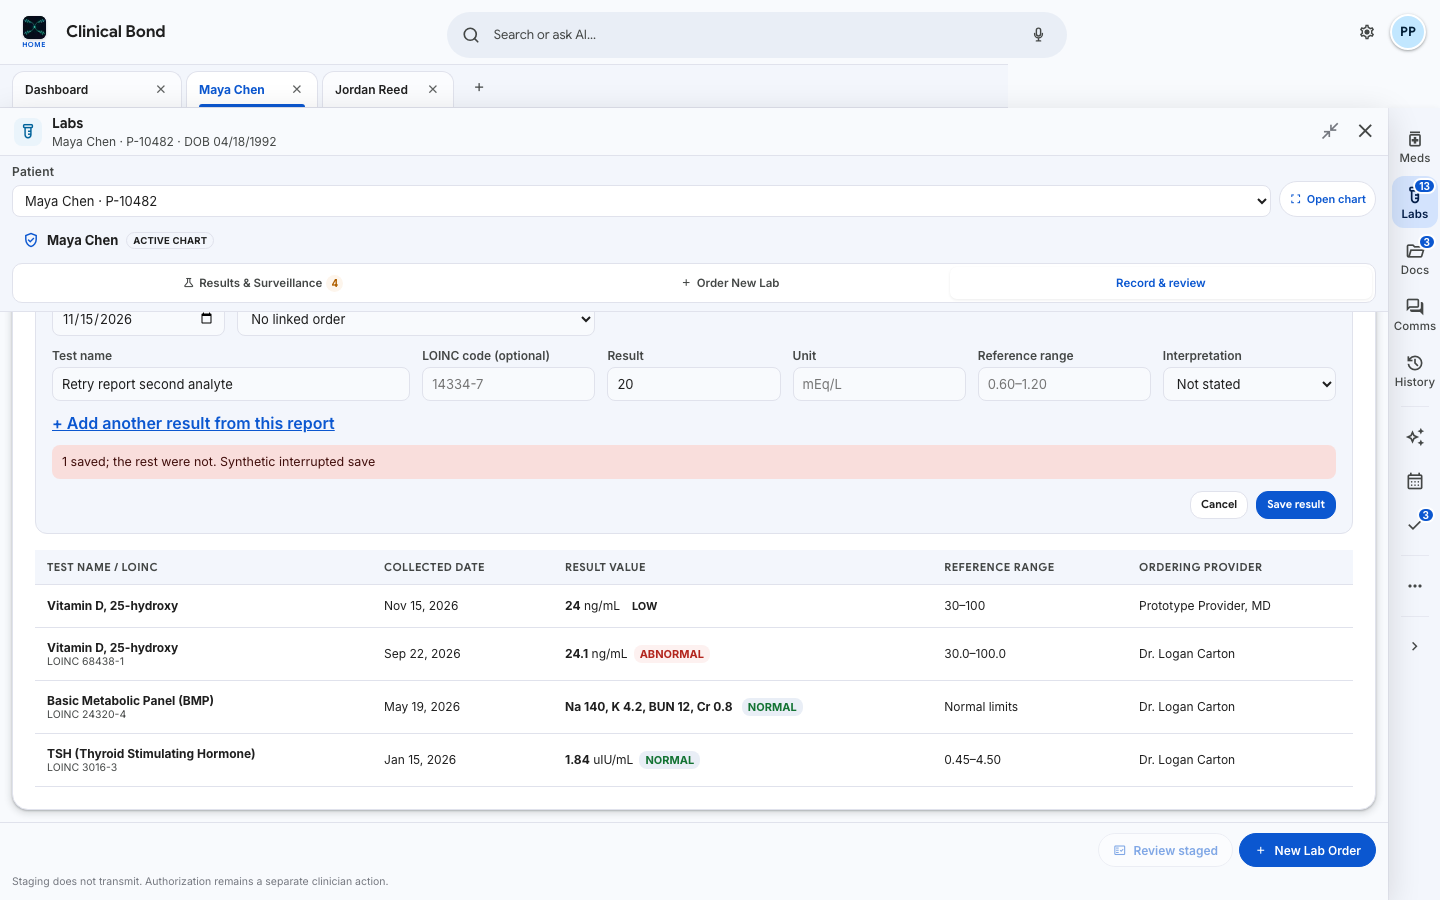 HOME
Clinical Bond
Search or ask AI...
PP
Dashboard
Maya Chen
Jordan Reed
Labs
Maya Chen · P-10482 · DOB 04/18/1992
Patient
Maya Chen · P-10482
Open chart
Maya Chen ACTIVE CHART
Results & Surveillance 4
+ Order New Lab
Record & review
11/15/2026
No linked order
Test name
LOINC code (optional)
Result
Unit
Reference range
Interpretation
Retry report second analyte
14334-7
20
mEq/L
0.60–1.20
Not stated
+ Add another result from this report
1 saved; the rest were not. Synthetic interrupted save
Cancel
Save result
TEST NAME / LOINC COLLECTED DATE RESULT VALUE REFERENCE RANGE ORDERING PROVIDER
Vitamin D, 25-hydroxy Nov 15, 2026 24 ng/mL LOW 30–100 Prototype Provider, MD
Vitamin D, 25-hydroxy
LOINC 68438-1
Sep 22, 2026 24.1 ng/mL ABNORMAL 30.0–100.0 Dr. Logan Carton
Basic Metabolic Panel (BMP)
LOINC 24320-4
May 19, 2026 Na 140, K 4.2, BUN 12, Cr 0.8 NORMAL Normal limits Dr. Logan Carton
TSH (Thyroid Stimulating Hormone)
LOINC 3016-3
Jan 15, 2026 1.84 uIU/mL NORMAL 0.45–4.50 Dr. Logan Carton
Review staged
+ New Lab Order
Staging does not transmit. Authorization remains a separate clinician action.
Meds
13
Labs
3
Docs
Comms
History
3